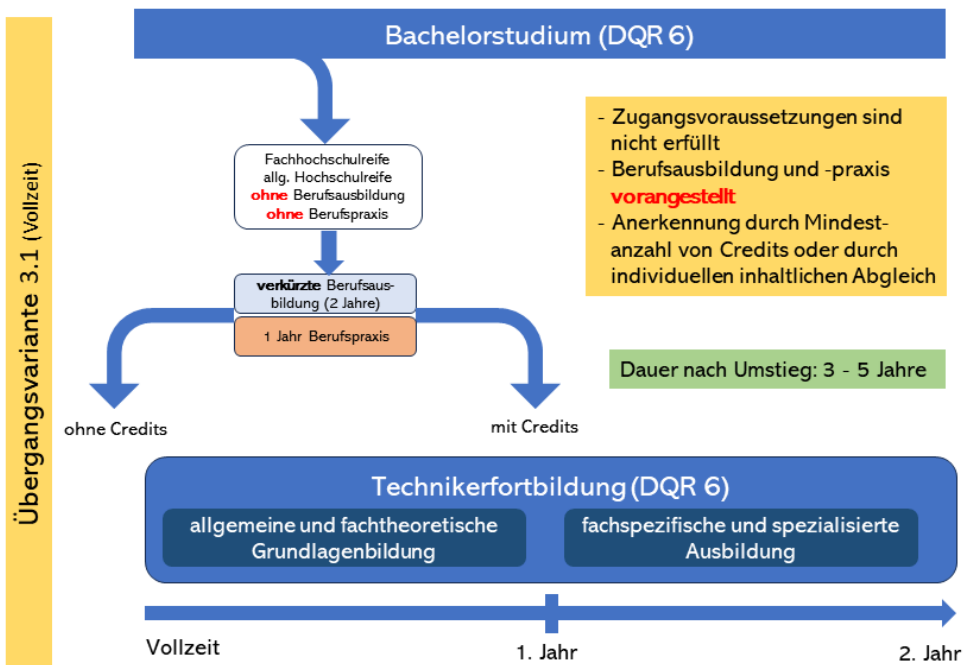 Übergangsvariante 3.1 (Vollzeit)
Bachelorstudium (DQR 6)
Fachhochschulreife
allg. Hochschulreife
ohne Berufsausbildung
ohne Berufspraxis
- Zugangsvoraussetzungen sind
nicht erfüllt
- Berufsausbildung und -praxis
vorangestellt
- Anerkennung durch Mindest-
anzahl von Credits oder durch
individuellen inhaltlichen Abgleich
verkürzte Berufsaus-
bildung (2 Jahre)
1 Jahr Berufspraxis
Dauer nach Umstieg: 3 - 5 Jahre
ohne Credits
mit Credits
Technikerfortbildung (DQR 6)
allgemeine und fachtheoretische
Grundlagenbildung
fachspezifische und spezialisierte
Ausbildung
Vollzeit
1. Jahr
2. Jahr